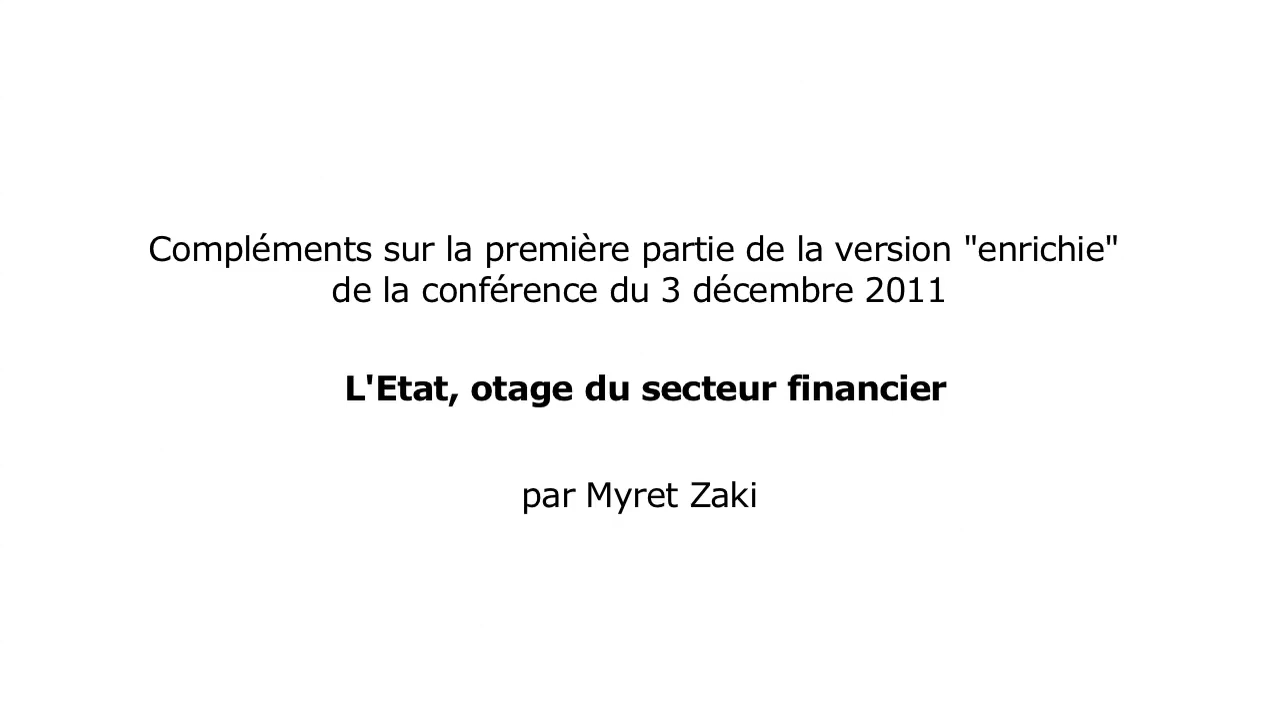 Compléments sur la première partie de la version "enrichie"
de la conférence du 3 décembre 2011
L'Etat, otage du secteur financier
par Myret Zaki